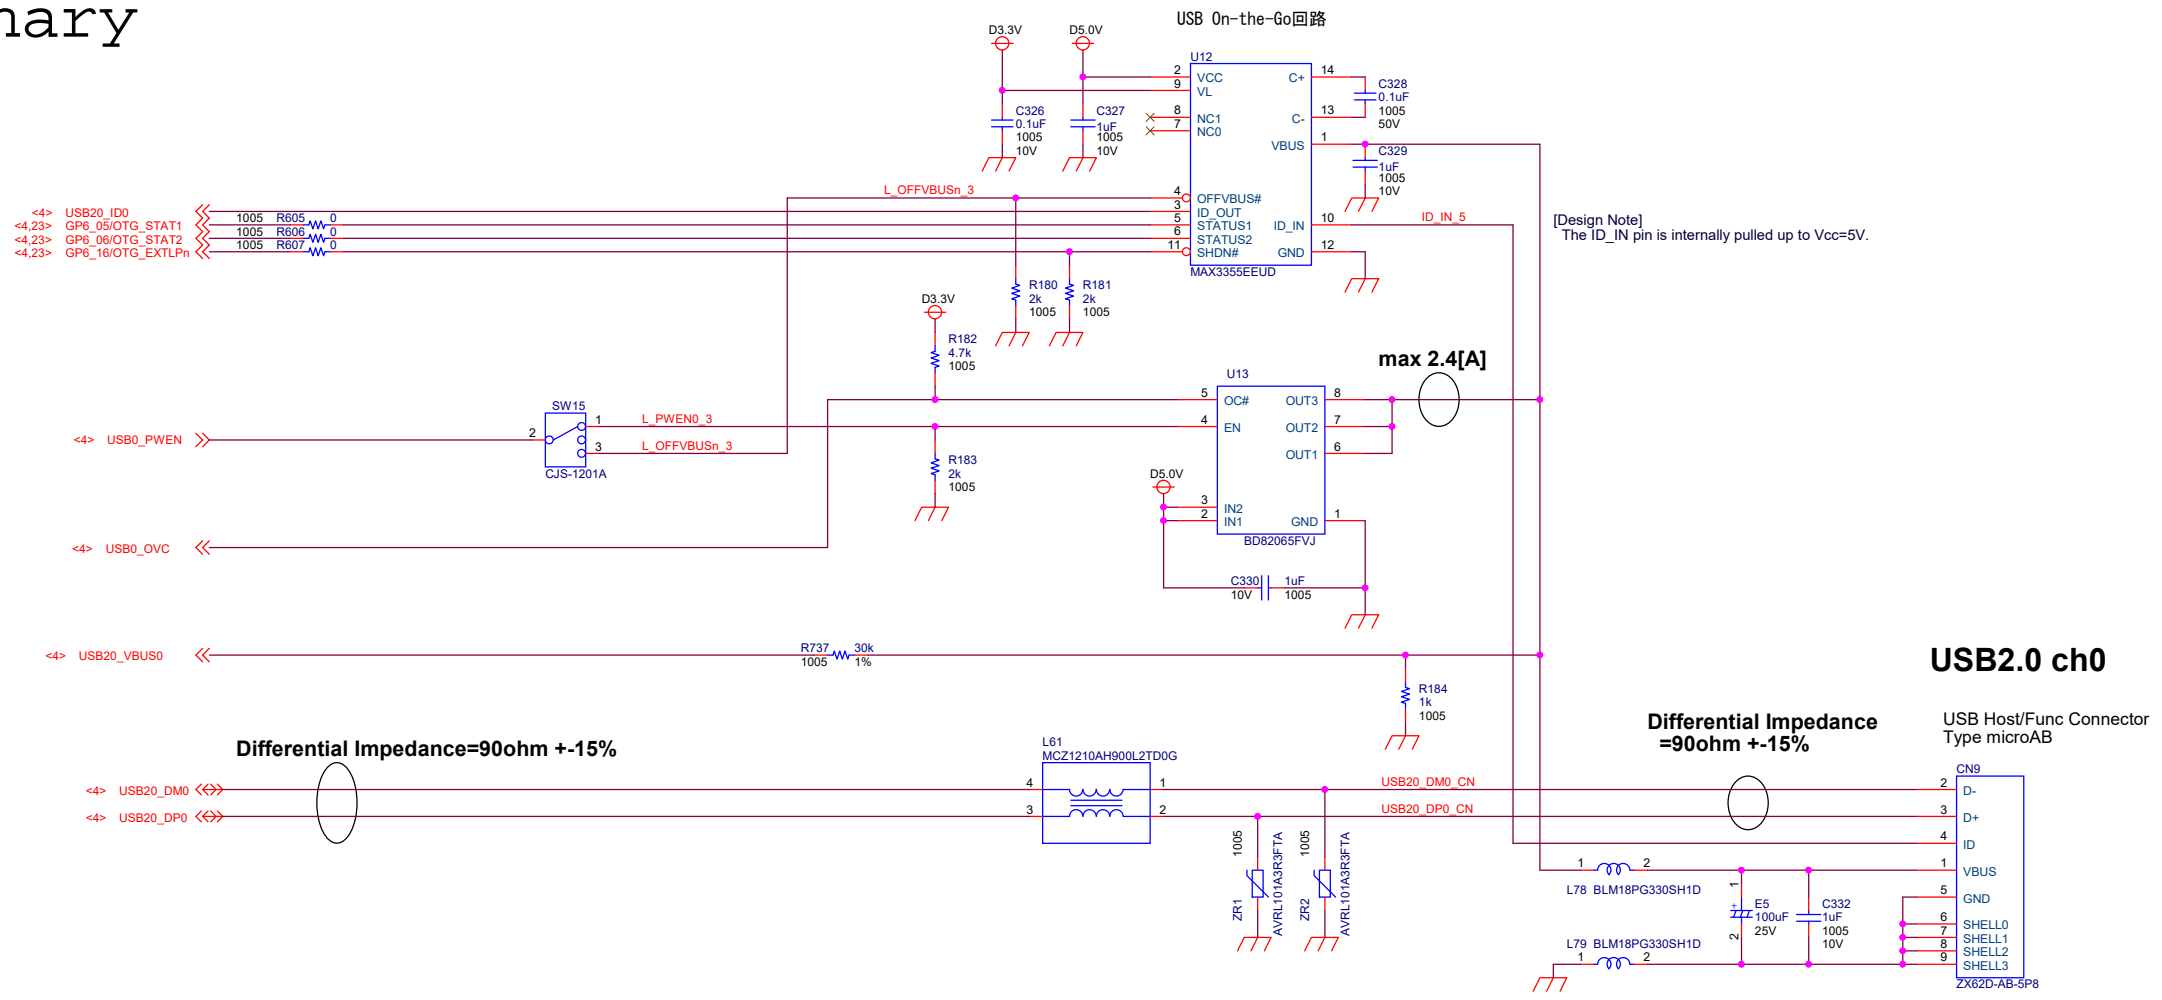 nary
USB On-the-Go回路
D3.3V
D5.0V
U12
2 VCC
9 VL
8 NC1
7 NC0
4 OFFVBUS#
3 ID_OUT
5 STATUS1
6 STATUS2
11 SHDN#
C+ 14
C- 13
VBUS 1
ID_IN 10
GND 12
MAX3355EEUD
C326
0.1uF
1005
10V
C327
1uF
1005
10V
C328
0.1uF
1005
50V
C329
1uF
1005
10V
L_OFFVBUSn_3
<4> USB20_ID0
<4,23> GP6_05/OTG_STAT1
<4,23> GP6_06/OTG_STAT2
<4,23> GP6_16/OTG_EXTLPn
1005 R605 0
1005 R606 0
1005 R607 0
ID_IN_5
[Design Note]
The ID_IN pin is internally pulled up to Vcc=5V.
R180
2k
1005
R181
2k
1005
D3.3V
R182
4.7k
1005
max 2.4[A]
U13
5 OC#
4 EN
3 IN2
2 IN1
OUT3 8
OUT2 7
OUT1 6
GND 1
BD82065FVJ
SW15
2
1
3
CJS-1201A
L_PWEN0_3
L_OFFVBUSn_3
<4> USB0_PWEN
R183
2k
1005
D5.0V
<4> USB0_OVC
C330
10V
1uF
1005
<4> USB20_VBUS0
R737
1005
30k
1%
R184
1k
1005
USB2.0 ch0
USB Host/Func Connector
Type microAB
Differential Impedance
=90ohm +-15%
Differential Impedance=90ohm +-15%
L61
MCZ1210AH900L2TD0G
4
3
1
2
<4> USB20_DM0
<4> USB20_DP0
USB20_DM0_CN
USB20_DP0_CN
1005
ZR1
AVRL101A3R3FTA
1005
ZR2
AVRL101A3R3FTA
CN9
2 D-
3 D+
4 ID
1 VBUS
5 GND
6 SHELL0
7 SHELL1
8 SHELL2
9 SHELL3
ZX62D-AB-5P8
1 2
L78 BLM18PG330SH1D
1
+
2
E5
100uF
25V
C332
1uF
1005
10V
L79 BLM18PG330SH1D
1 2